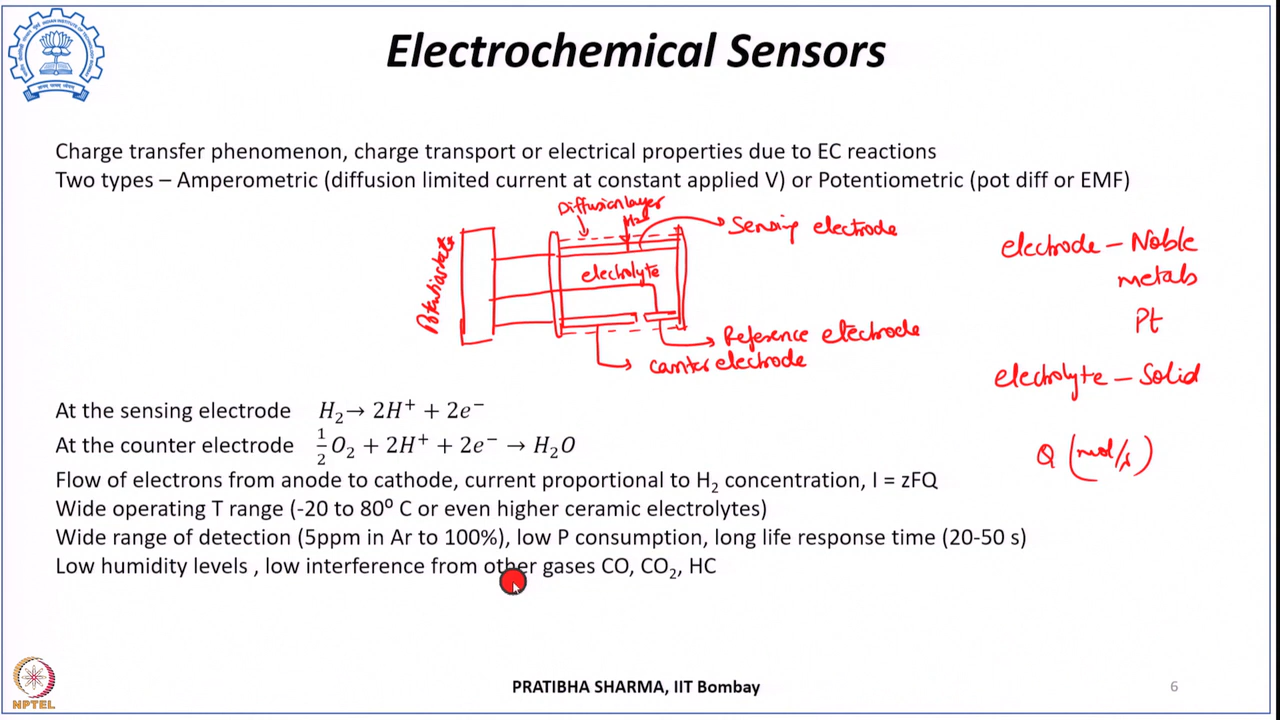 Electrochemical Sensors
Charge transfer phenomenon, charge transport or electrical properties due to EC reactions
Two types – Amperometric (diffusion limited current at constant applied V) or Potentiometric (pot diff or EMF)
Diffusion layer
H₂
Sensing electrode
Potentiostat
electrolyte
Reference electrode
counter electrode
electrode – Noble
metals
Pt
electrolyte – Solid
Q (mol/s)
At the sensing electrode H₂→ 2H⁺ + 2e⁻
At the counter electrode ½O₂ + 2H⁺ + 2e⁻ → H₂O
Flow of electrons from anode to cathode, current proportional to H₂ concentration, I = zFQ
Wide operating T range (-20 to 80⁰ C or even higher ceramic electrolytes)
Wide range of detection (5ppm in Ar to 100%), low P consumption, long life response time (20-50 s)
Low humidity levels , low interference from other gases CO, CO₂, HC
NPTEL
PRATIBHA SHARMA, IIT Bombay
6